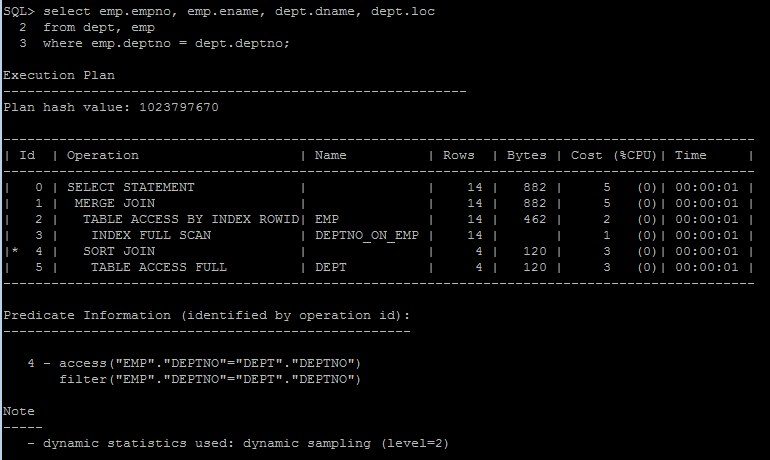 SQL> select emp.empno, emp.ename, dept.dname, dept.loc
  2  from dept, emp
  3  where emp.deptno = dept.deptno;

Execution Plan
----------------------------------------------------------
Plan hash value: 1023797670

----------------------------------------------------------------------------------------------
| Id  | Operation                    | Name          | Rows  | Bytes | Cost (%CPU)| Time     |
----------------------------------------------------------------------------------------------
|   0 | SELECT STATEMENT             |               |    14 |   882 |     5   (0)| 00:00:01 |
|   1 |  MERGE JOIN                  |               |    14 |   882 |     5   (0)| 00:00:01 |
|   2 |   TABLE ACCESS BY INDEX ROWID| EMP           |    14 |   462 |     2   (0)| 00:00:01 |
|   3 |    INDEX FULL SCAN           | DEPTNO_ON_EMP |    14 |       |     1   (0)| 00:00:01 |
|*  4 |   SORT JOIN                  |               |     4 |   120 |     3   (0)| 00:00:01 |
|   5 |    TABLE ACCESS FULL         | DEPT          |     4 |   120 |     3   (0)| 00:00:01 |
----------------------------------------------------------------------------------------------

Predicate Information (identified by operation id):
---------------------------------------------------

   4 - access("EMP"."DEPTNO"="DEPT"."DEPTNO")
       filter("EMP"."DEPTNO"="DEPT"."DEPTNO")

Note
-----
   - dynamic statistics used: dynamic sampling (level=2)